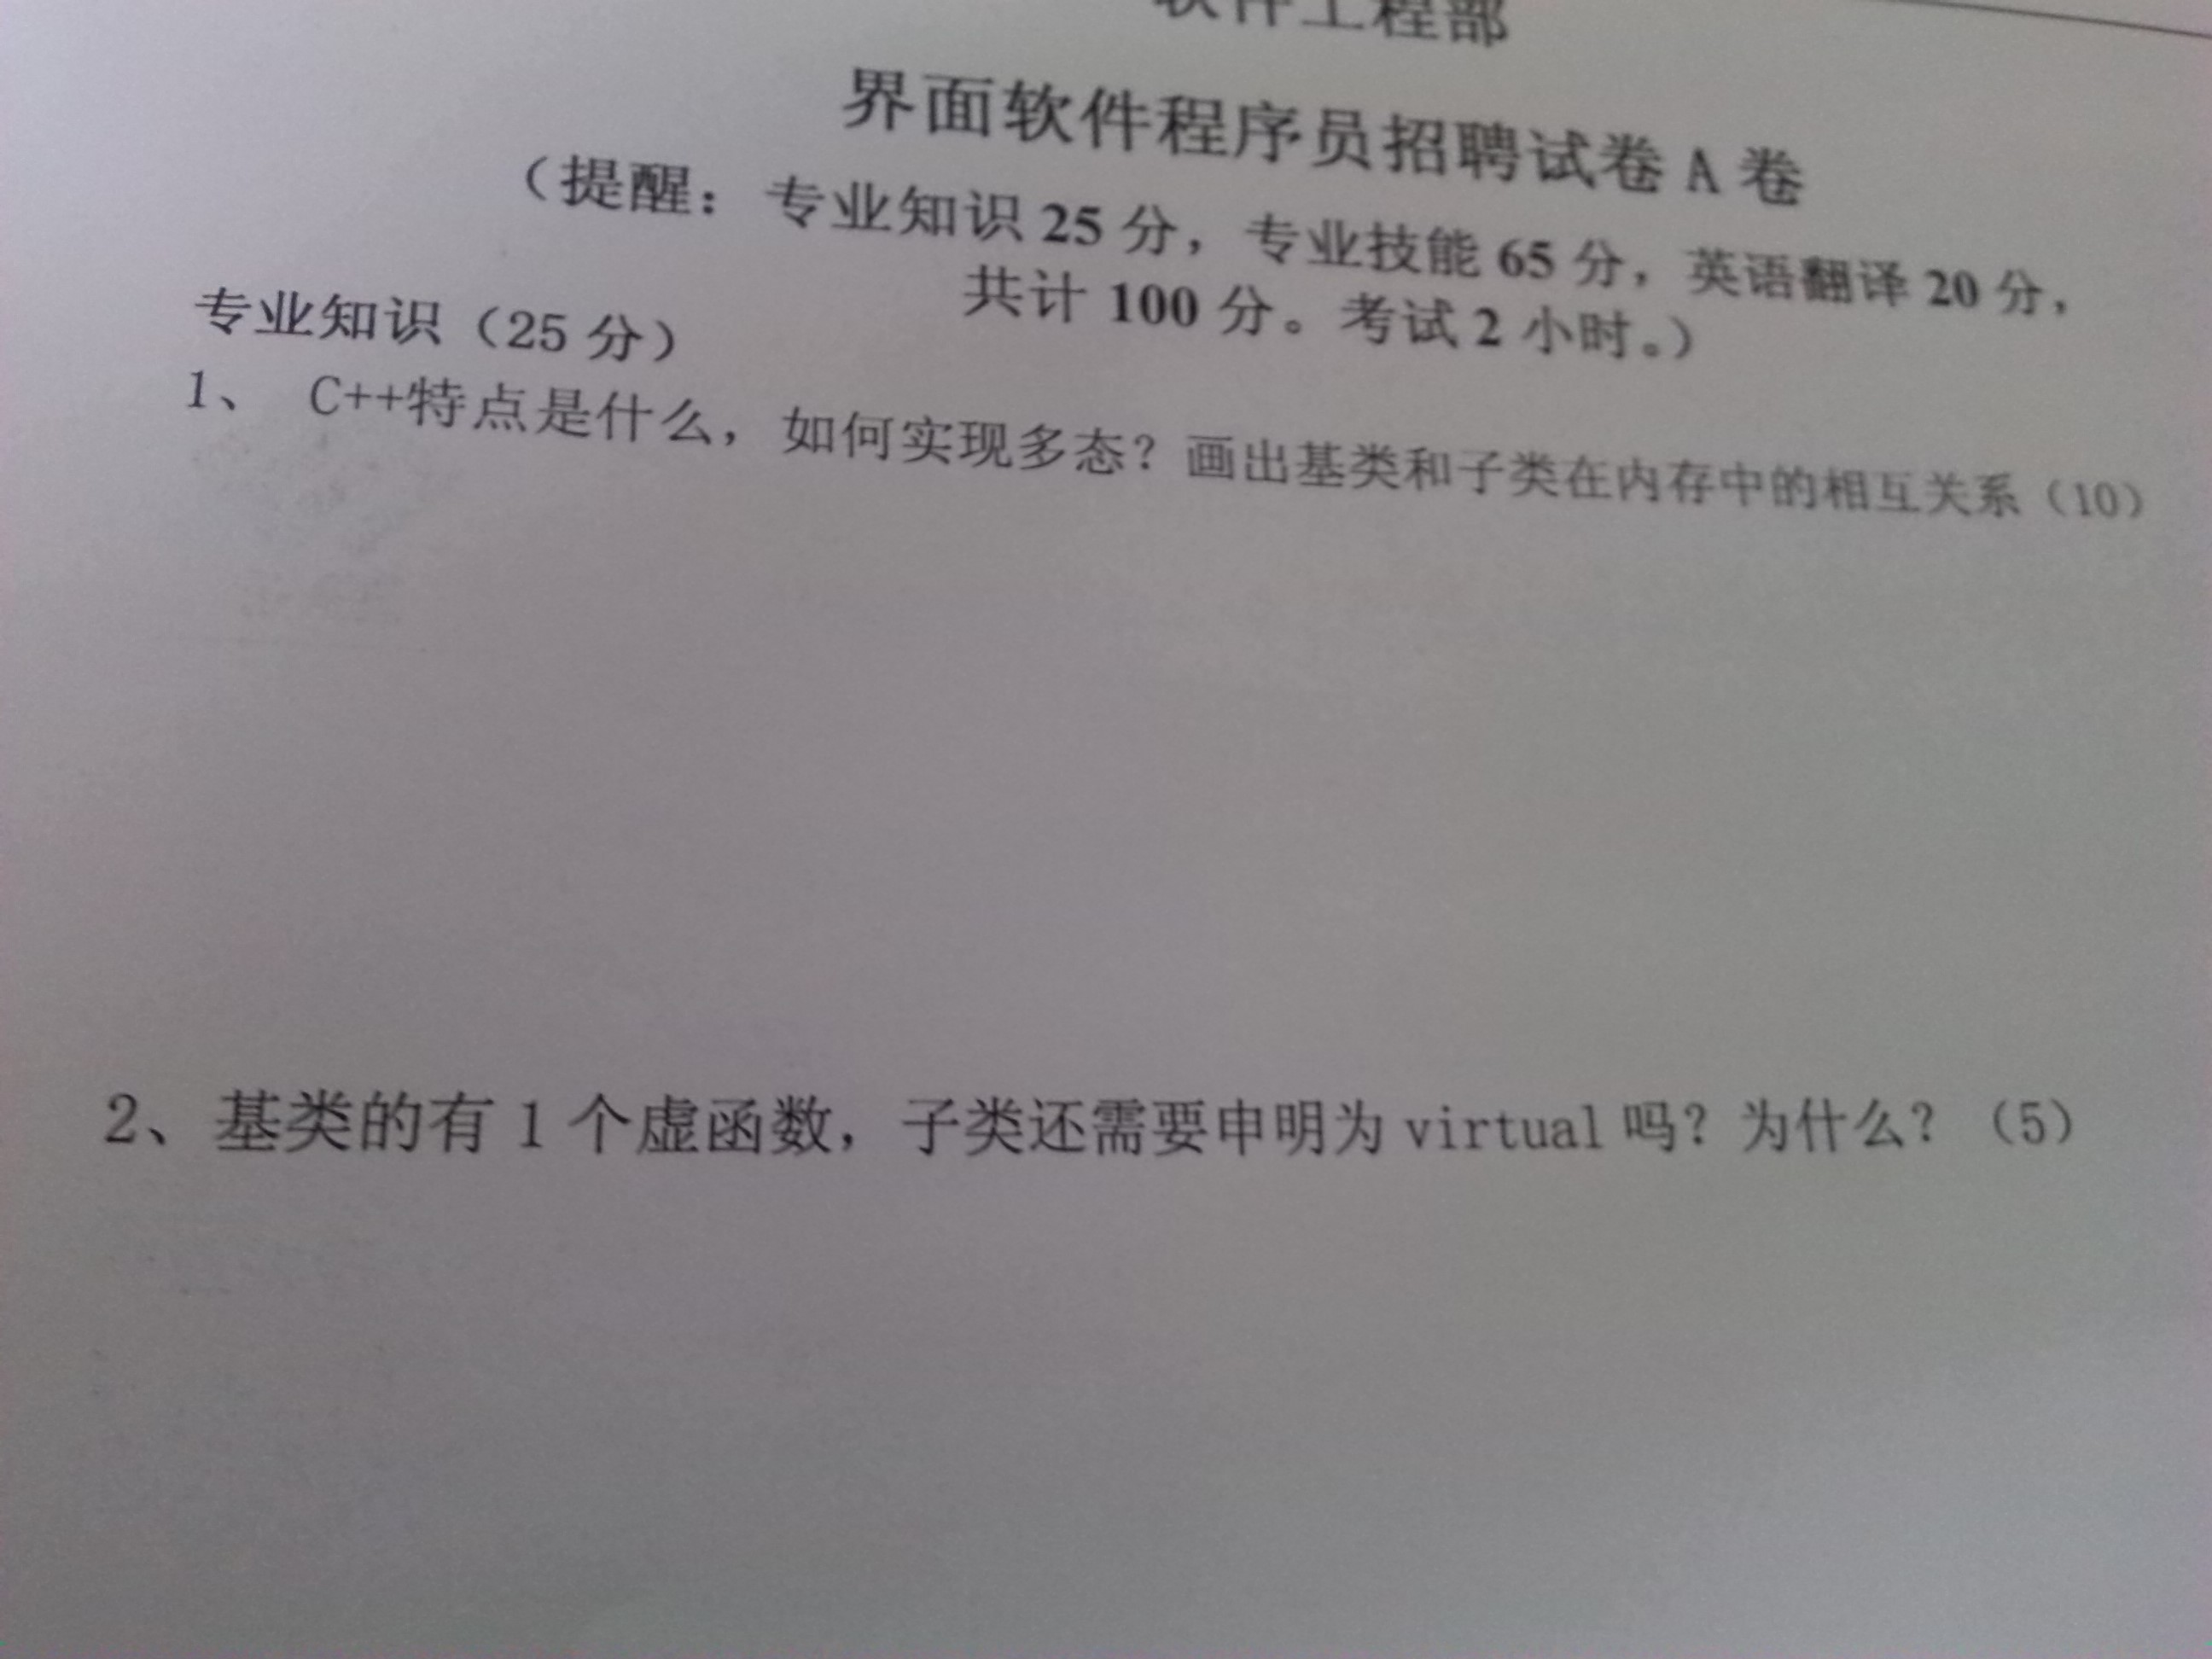 软件工程部
界面软件程序员招聘试卷 A 卷
（提醒：专业知识 25 分，专业技能 65 分，英语翻译 20 分，
共计 100 分。考试 2 小时。）
专业知识（25 分）
1、 C++特点是什么，如何实现多态？画出基类和子类在内存中的相互关系（10）
2、基类的有 1 个虚函数，子类还需要申明为 virtual 吗？为什么？（5）